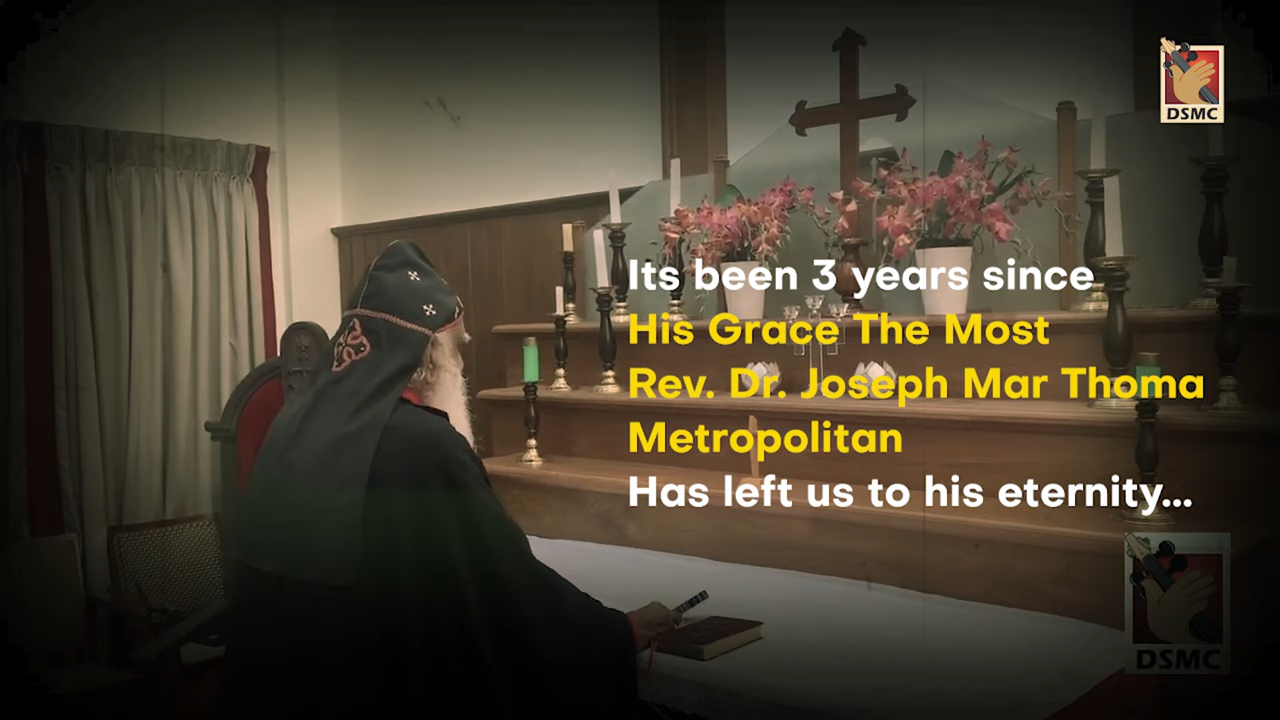 DSMC
Its been 3 years since
His Grace The Most
Rev. Dr. Joseph Mar Thoma
Metropolitan
Has left us to his eternity...
DSMC